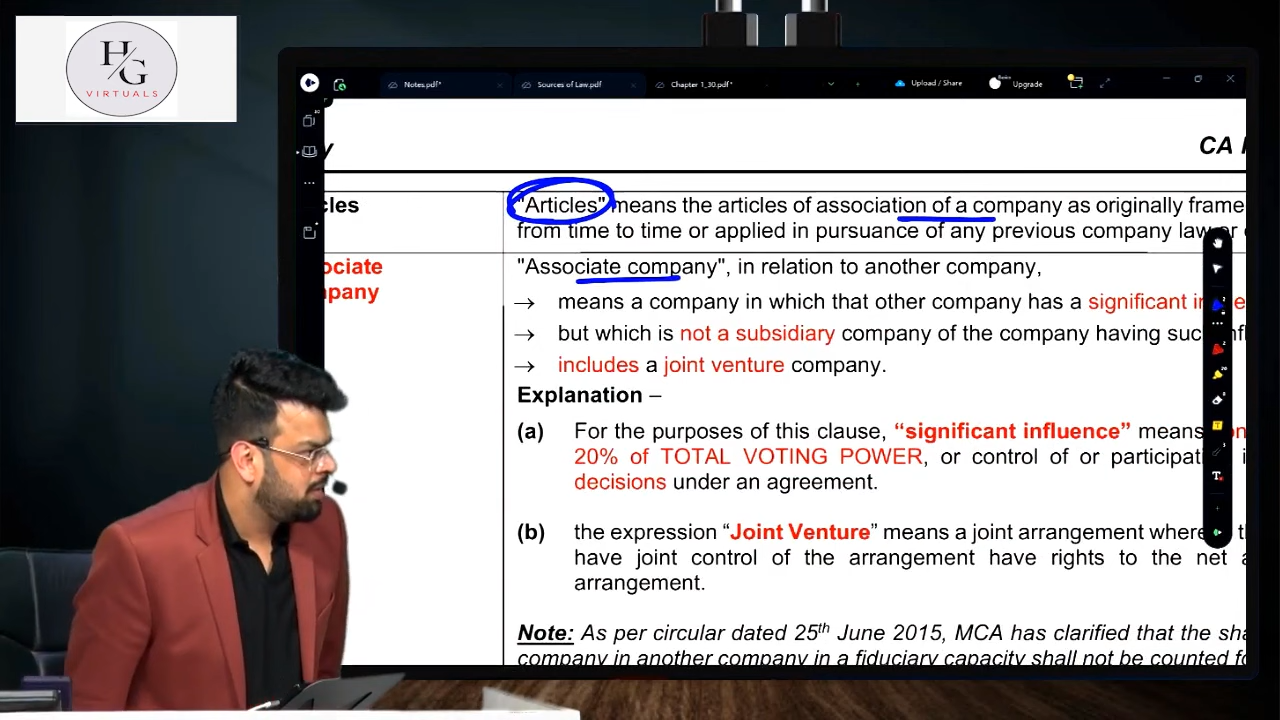 H/G
VIRTUALS
Notes.pdf*
Sources of Law.pdf
Chapter 1_30.pdf*
Upload / Share
Upgrade
CA
cles
"Articles" means the articles of association of a company as originally frame
from time to time or applied in pursuance of any previous company law or
ociate
"Associate company", in relation to another company,
mpany
→ means a company in which that other company has a significant
→ but which is not a subsidiary company of the company having such
→ includes a joint venture company.
Explanation –
(a) For the purposes of this clause, “significant influence” means
20% of TOTAL VOTING POWER, or control of or participati
decisions under an agreement.
(b) the expression “Joint Venture” means a joint arrangement where
have joint control of the arrangement have rights to the net
arrangement.
Note: As per circular dated 25th June 2015, MCA has clarified that the sha
company in another company in a fiduciary capacity shall not be counted fo